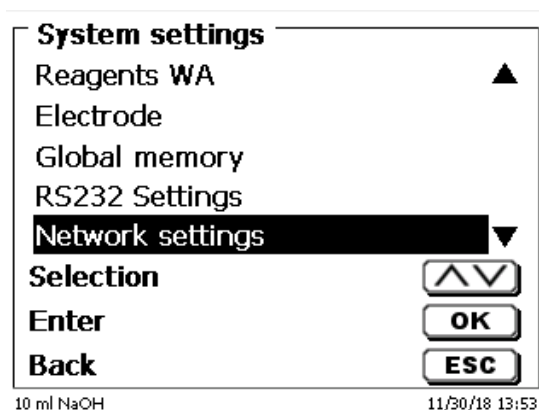 System settings
Reagents WA
Electrode
Global memory
RS232 Settings
Network settings
Selection
Enter OK
Back ESC
10 ml NaOH 11/30/18 13:53